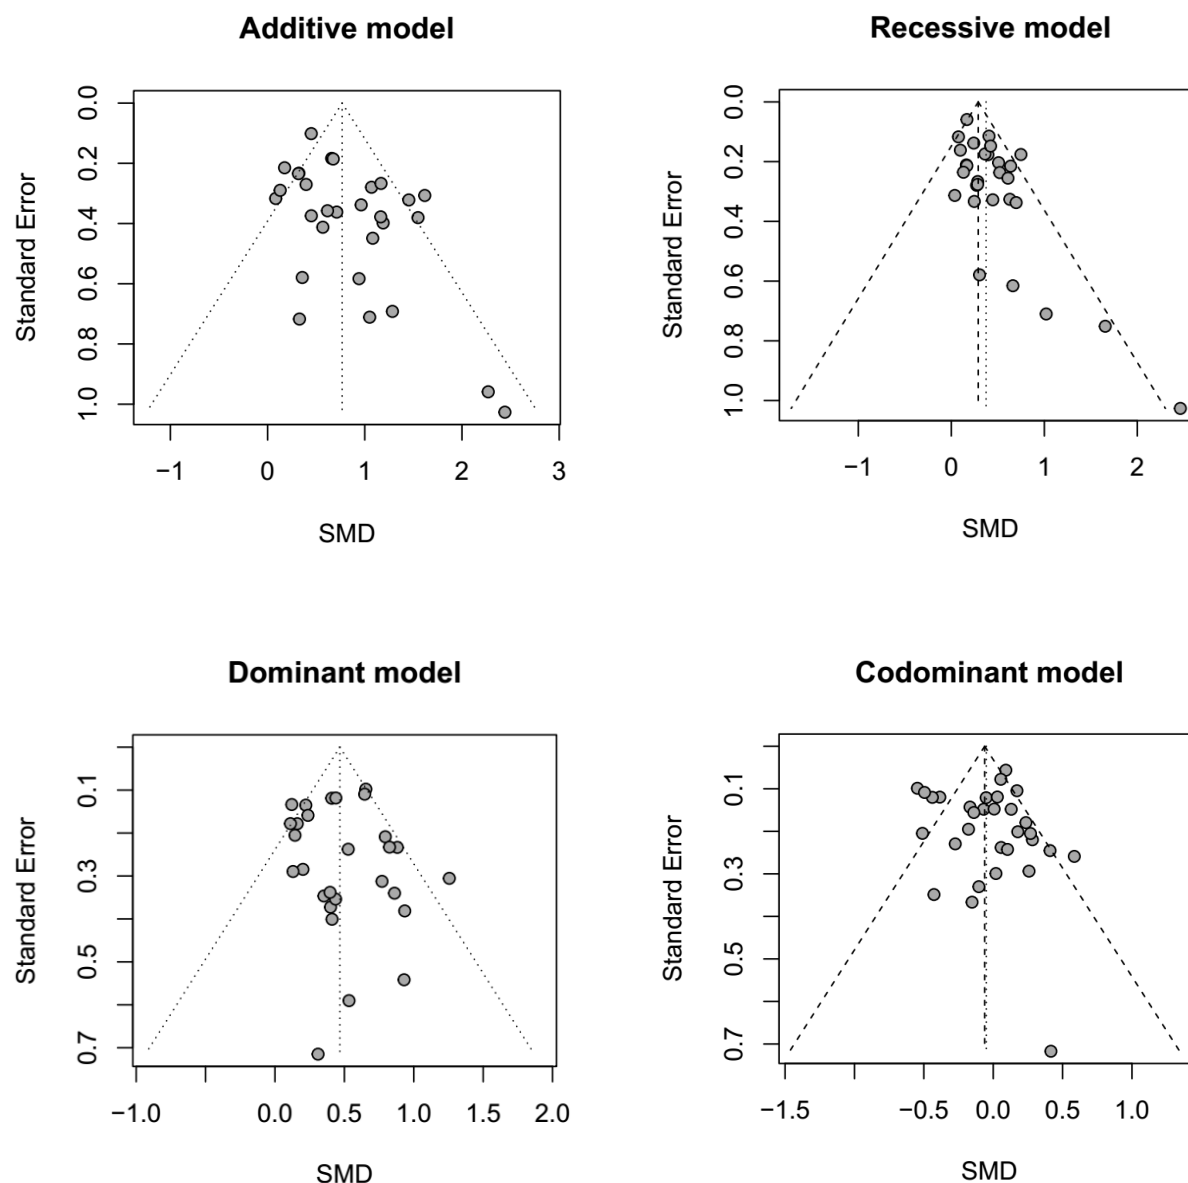 Additive model
Standard Error
0.0
0.2
0.4
0.6
0.8
1.0
−1 0 1 2 3
SMD
Recessive model
Standard Error
0.0
0.2
0.4
0.6
0.8
1.0
−1 0 1 2
SMD
Dominant model
Standard Error
0.1
0.3
0.5
0.7
−1.0 0.0 0.5 1.0 1.5 2.0
SMD
Codominant model
Standard Error
0.1
0.3
0.5
0.7
−1.5 −0.5 0.0 0.5 1.0
SMD